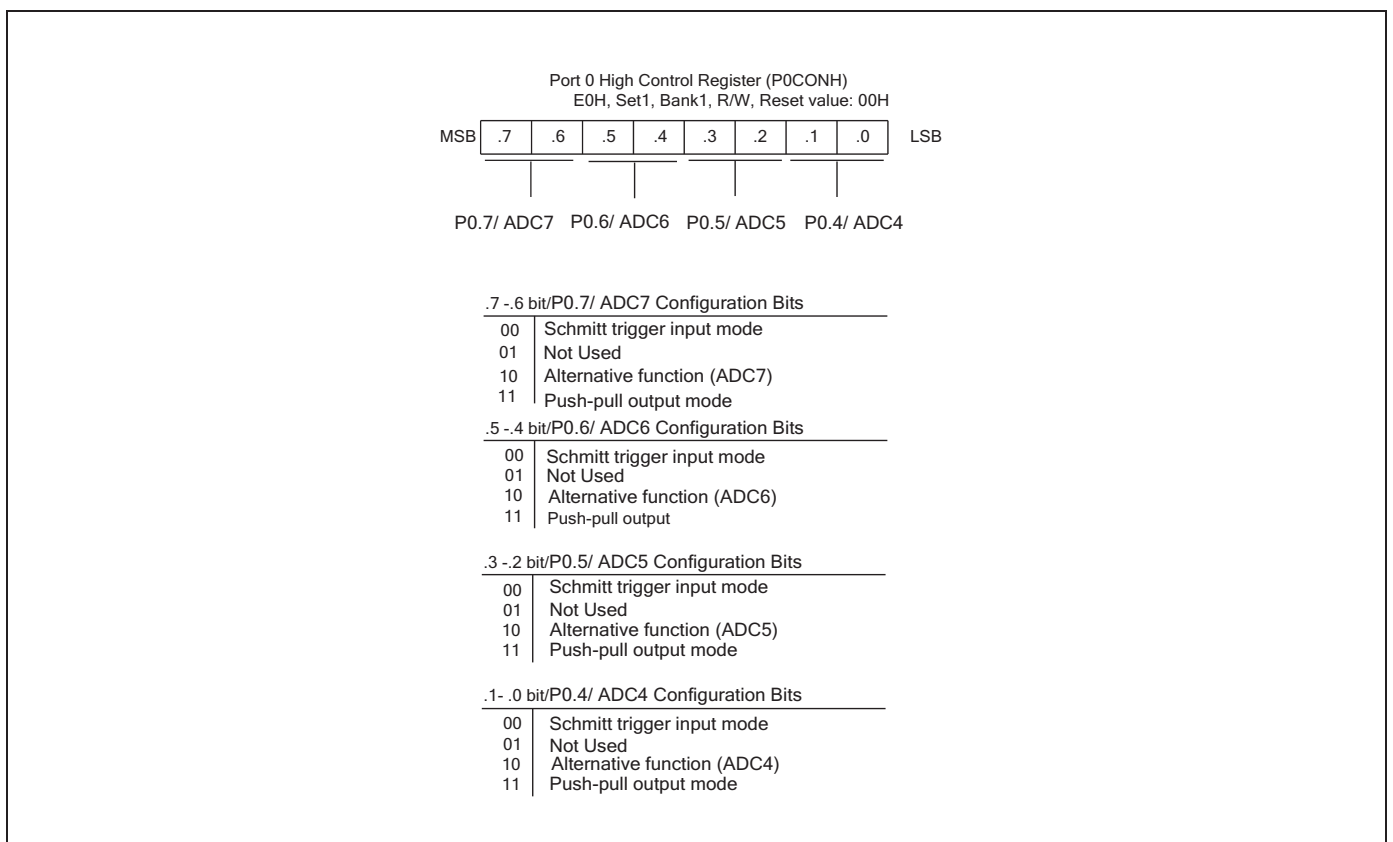 Port 0 High Control Register (P0CONH)
E0H, Set1, Bank1, R/W, Reset value: 00H
MSB .7 .6 .5 .4 .3 .2 .1 .0 LSB
P0.7/ ADC7 P0.6/ ADC6 P0.5/ ADC5 P0.4/ ADC4
.7 -.6 bit/P0.7/ ADC7 Configuration Bits
00 Schmitt trigger input mode
01 Not Used
10 Alternative function (ADC7)
11 Push-pull output mode
.5 -.4 bit/P0.6/ ADC6 Configuration Bits
00 Schmitt trigger input mode
01 Not Used
10 Alternative function (ADC6)
11 Push-pull output
.3 -.2 bit/P0.5/ ADC5 Configuration Bits
00 Schmitt trigger input mode
01 Not Used
10 Alternative function (ADC5)
11 Push-pull output mode
.1- .0 bit/P0.4/ ADC4 Configuration Bits
00 Schmitt trigger input mode
01 Not Used
10 Alternative function (ADC4)
11 Push-pull output mode